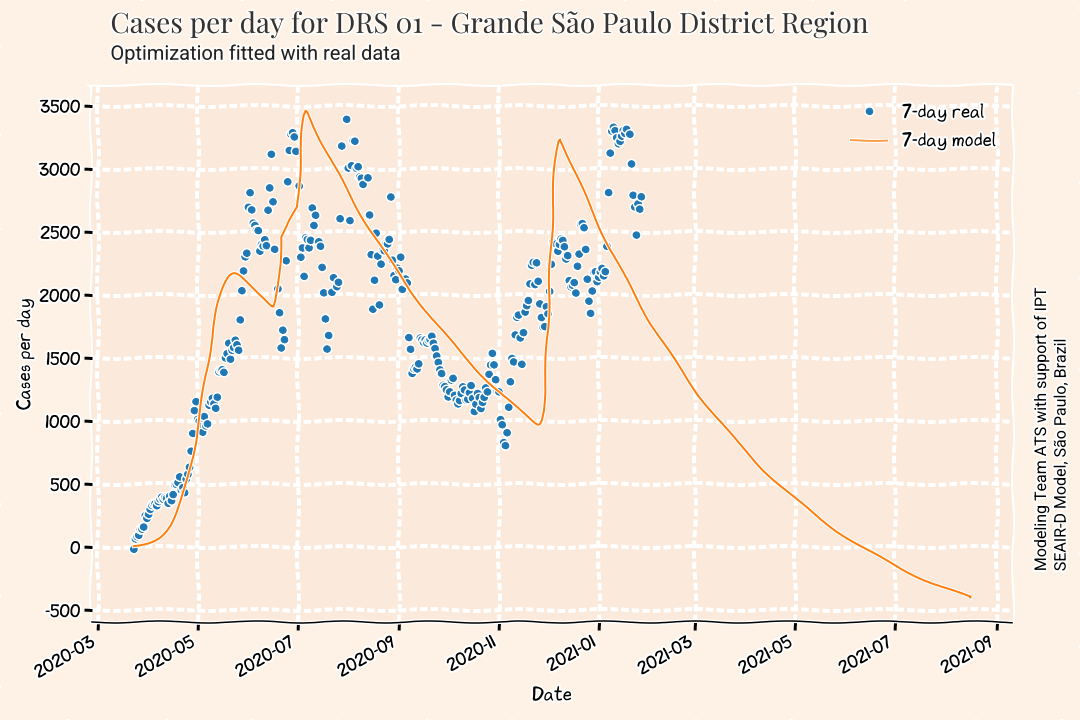 Cases per day for DRS 01 - Grande São Paulo District Region
Optimization fitted with real data
7-day real
7-day model
Cases per day
3500
3000
2500
2000
1500
1000
500
0
-500
2020-03
2020-05
2020-07
2020-09
2020-11
2021-01
2021-03
2021-05
2021-07
2021-09
Date
Modeling Team ATS with support of IPT
SEAIR-D Model, São Paulo, Brazil